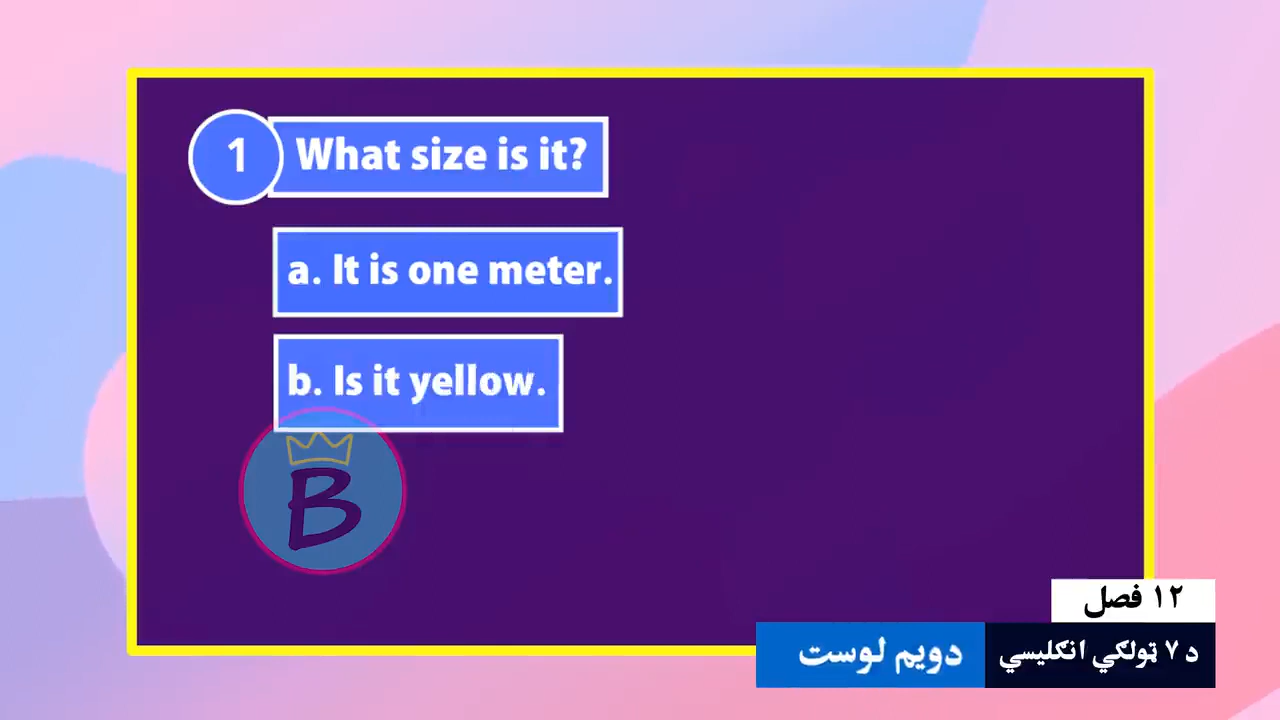 1 What size is it?
a. It is one meter.
b. Is it yellow.
B
۱۲ فصل
د ۷ ټولګي انګلیسي
دویم لوست